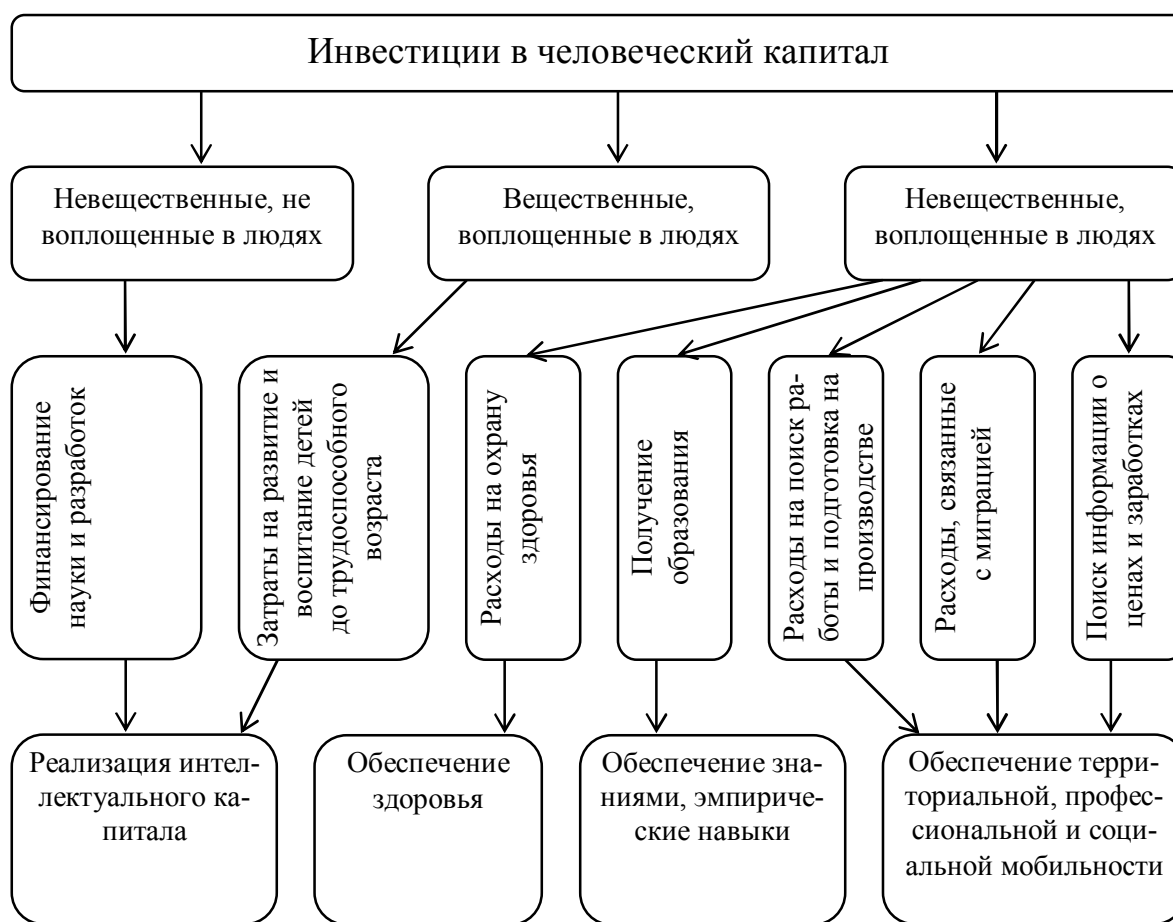 Инвестиции в человеческий капитал
Невещественные, не
воплощенные в людях
Вещественные,
воплощенные в людях
Невещественные,
воплощенные в людях
Финансирование
науки и разработок
Затраты на развитие и
воспитание детей
до трудоспособного
возраста
Расходы на охрану
здоровья
Получение
образования
Расходы на поиск ра-
боты и подготовка на
производстве
Расходы, связанные
с миграцией
Поиск информации о
ценах и заработках
Реализация интел-
лектуального ка-
питала
Обеспечение
здоровья
Обеспечение зна-
ниями, эмпириче-
ские навыки
Обеспечение терри-
ториальной, профес-
сиональной и соци-
альной мобильности